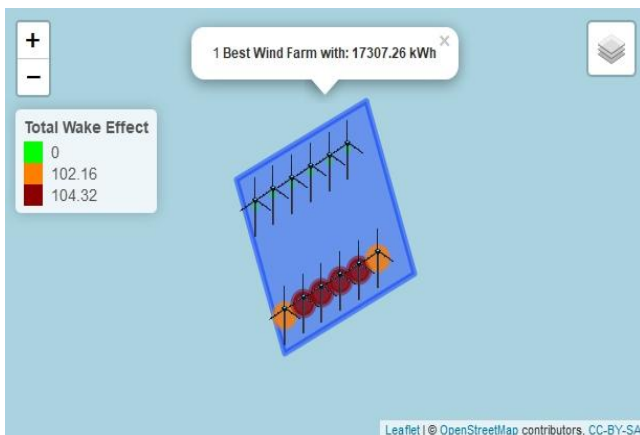 +
−
1 Best Wind Farm with: 17307.26 kWh
×
Total Wake Effect
0
102.16
104.32
Leaflet | © OpenStreetMap contributors, CC-BY-SA